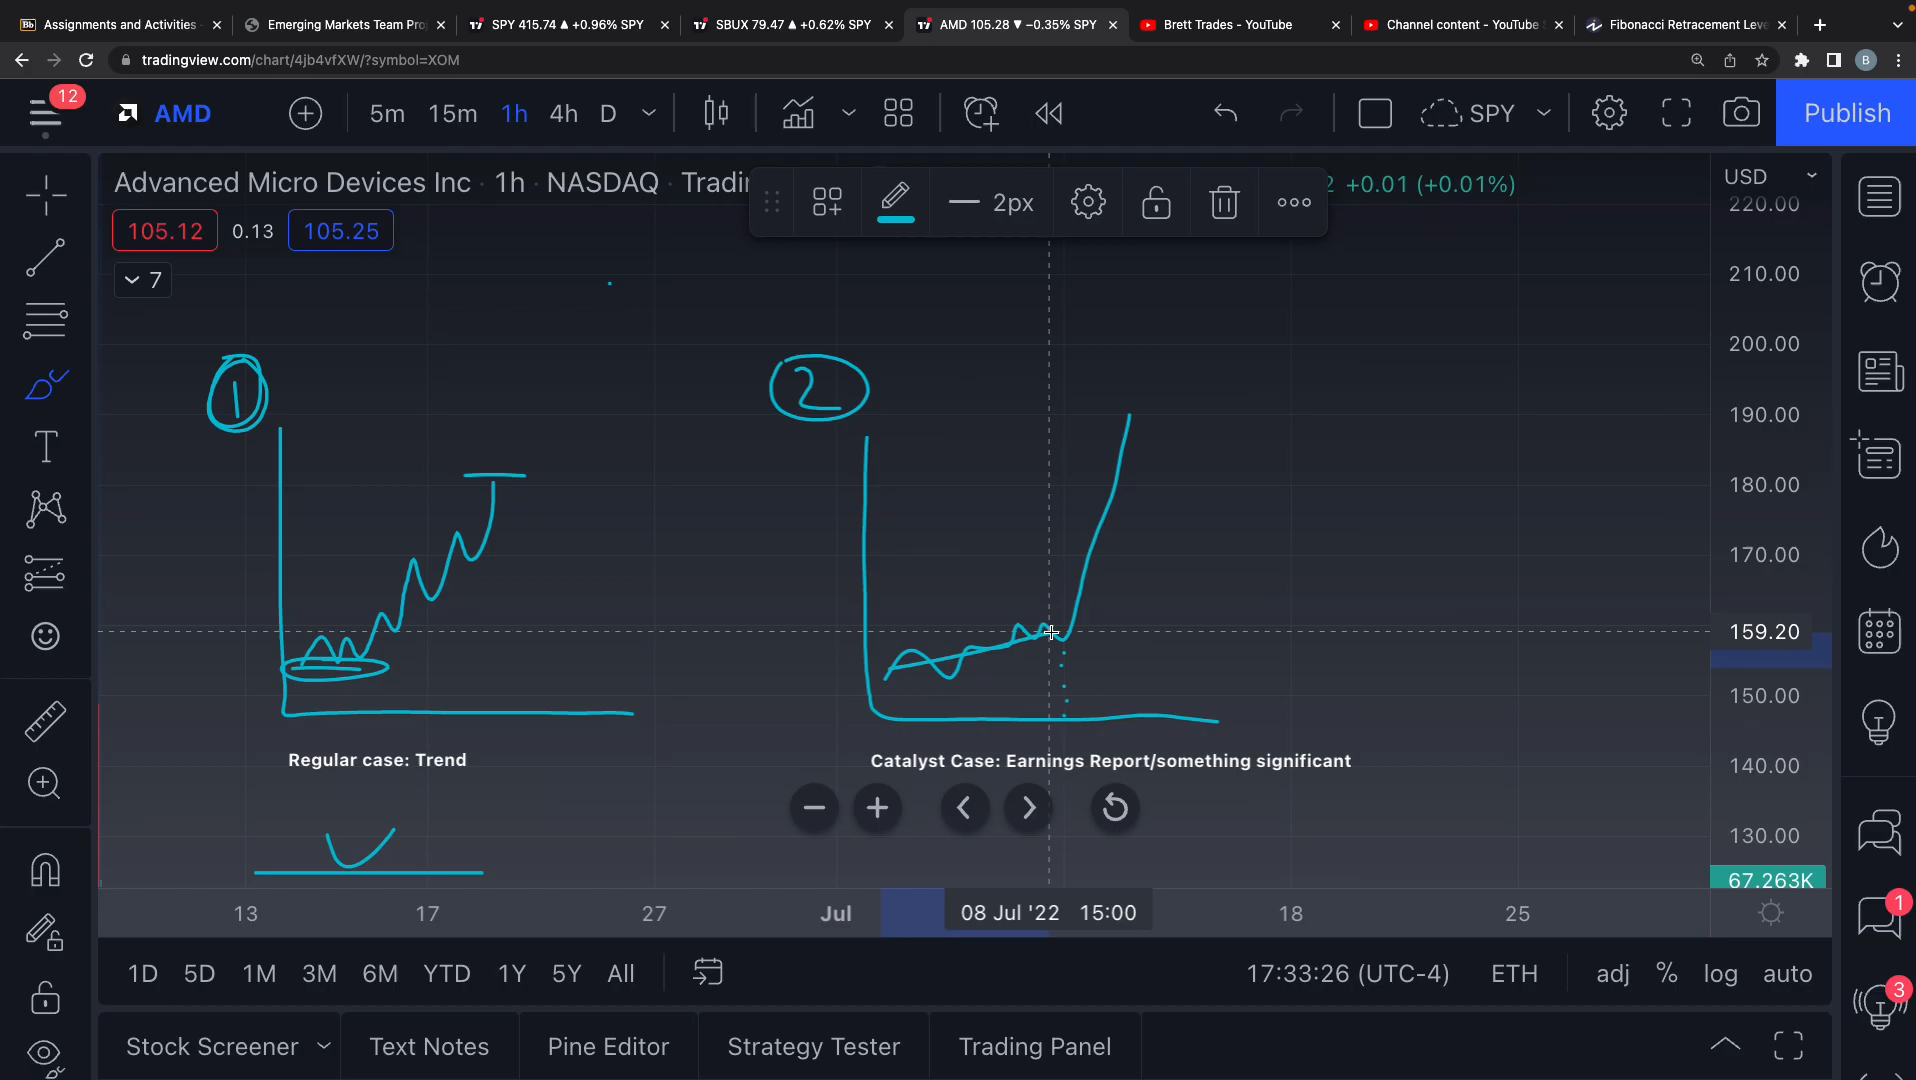 Assignments and Activities -
Emerging Markets Team Pro
SPY 415.74 ▲ +0.96% SPY
SBUX 79.47 ▲ +0.62% SPY
AMD 105.28 ▼ −0.35% SPY
Brett Trades - YouTube
Channel content - YouTube S
Fibonacci Retracement Leve
tradingview.com/chart/4jb4vfXW/?symbol=XOM
B
12
AMD
5m 15m 1h 4h D
SPY
Publish
Advanced Micro Devices Inc · 1h · NASDAQ · Tradi
2px
2 +0.01 (+0.01%)
USD
105.12 0.13 105.25
7
220.00
210.00
200.00
190.00
180.00
170.00
159.20
150.00
140.00
130.00
67.263K
1
2
Regular case: Trend
Catalyst Case: Earnings Report/something significant
13 17 27 Jul 08 Jul '22 15:00 18 25
1D 5D 1M 3M 6M YTD 1Y 5Y All
17:33:26 (UTC-4) ETH adj % log auto
Stock Screener Text Notes Pine Editor Strategy Tester Trading Panel
1
3